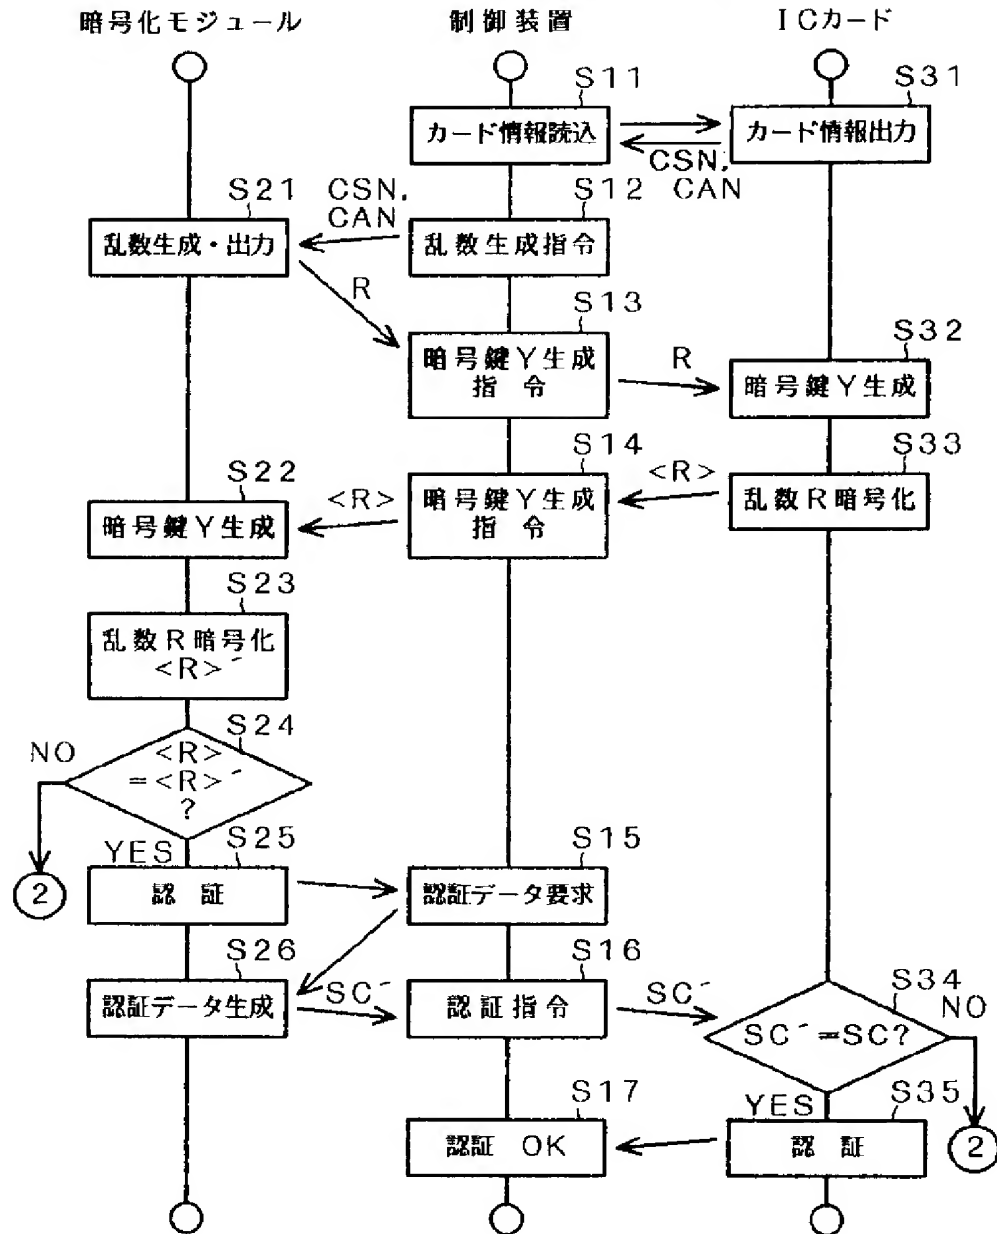 暗号化モジュール
制御装置
ICカード
S11
S31
カード情報読込
カード情報出力
CSN,
CAN
S21
CSN,
CAN
S12
乱数生成・出力
乱数生成指令
R
S13
暗号鍵Y生成
指令
R
S32
暗号鍵Y生成
S14
S33
<R>
乱数R暗号化
S22
<R>
暗号鍵Y生成
指令
暗号鍵Y生成
S23
乱数R暗号化
<R>´
S24
NO
<R>
=<R>´
?
YES
S25
S15
2
認証
認証データ要求
S26
S16
認証データ生成
SC´
認証指令
SC´
S34
NO
SC´=SC?
S17
YES
S35
認証 OK
認証
2